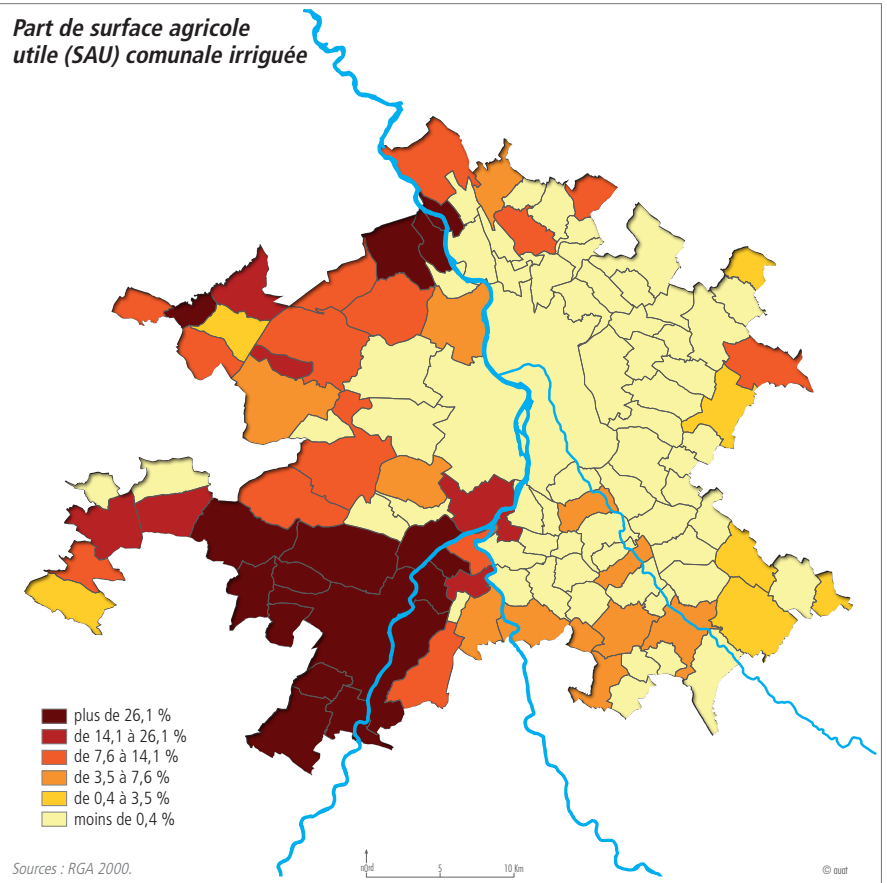 Part de surface agricole
utile (SAU) comunale irriguée
plus de 26,1 %
de 14,1 à 26,1 %
de 7,6 à 14,1 %
de 3,5 à 7,6 %
de 0,4 à 3,5 %
moins de 0,4 %
Sources : RGA 2000.
nord 5 10 Km
© auat